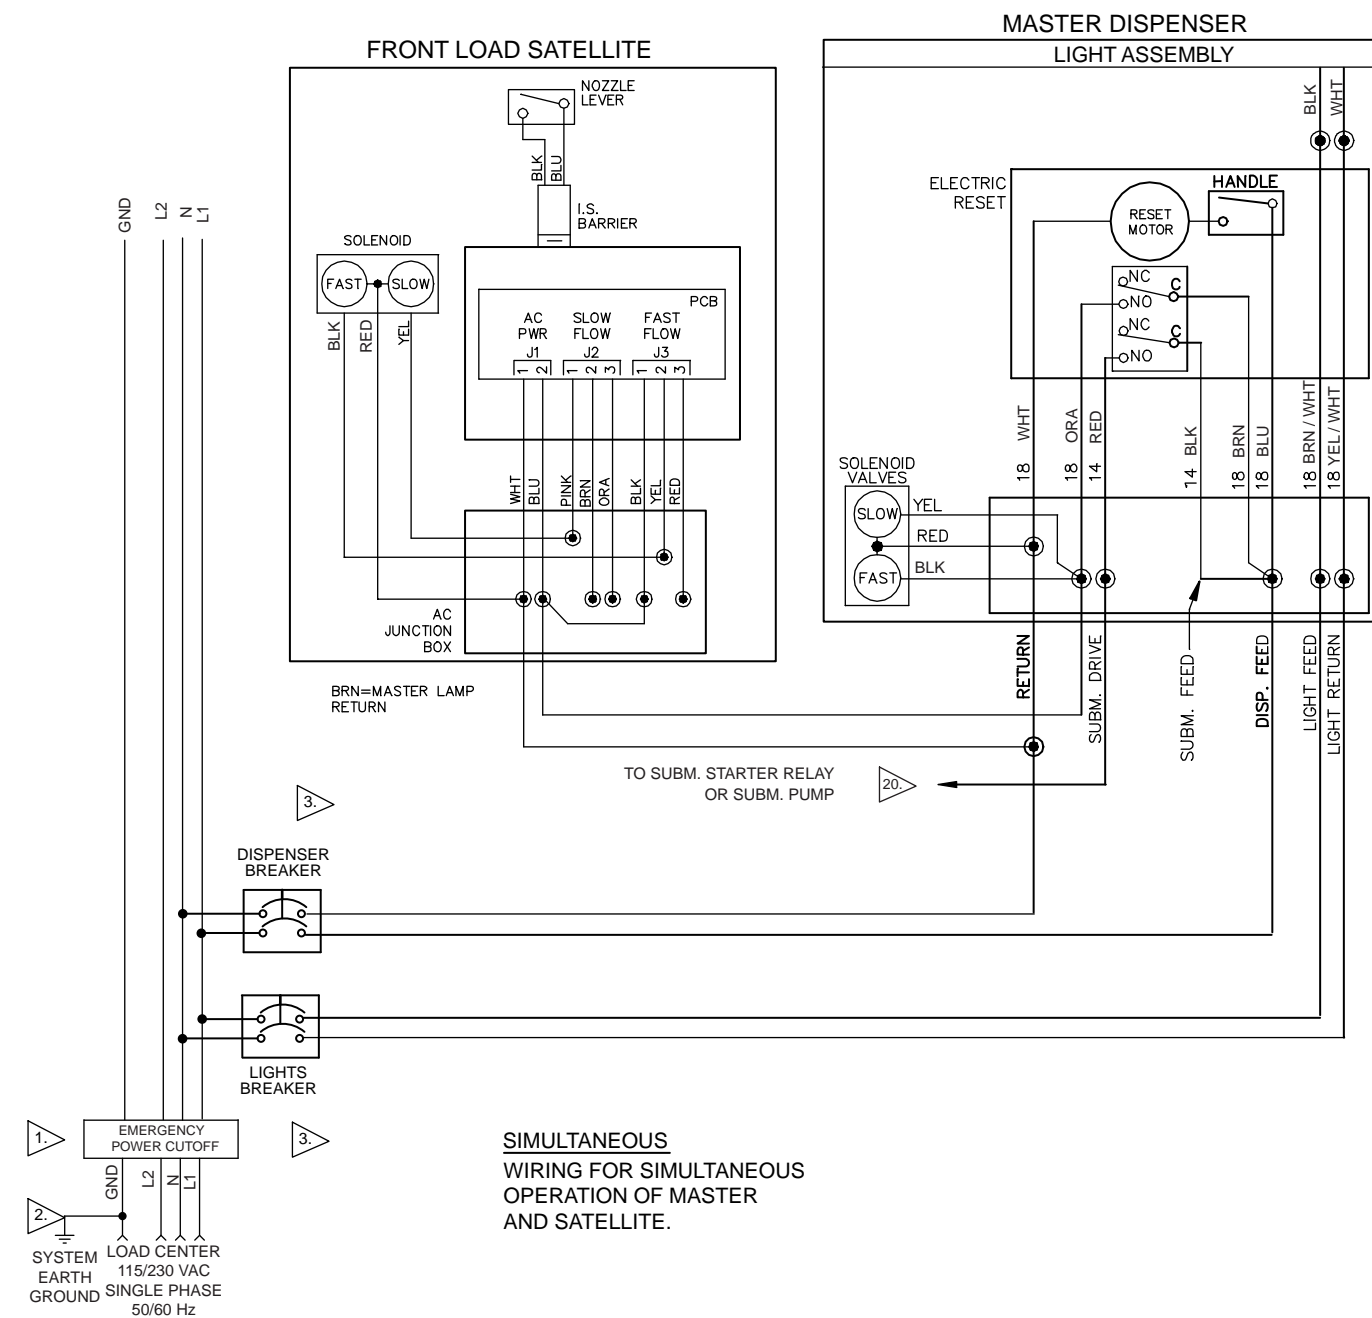 MASTER DISPENSER
LIGHT ASSEMBLY
FRONT LOAD SATELLITE
NOZZLE
LEVER
BLK
BLU
I.S.
BARRIER
SOLENOID
FAST
SLOW
BLK
RED
YEL
PCB
AC
PWR
J1
1
2
SLOW
FLOW
J2
1
2
3
FAST
FLOW
J3
1
2
3
WHT
BLU
PINK
BRN
ORA
BLK
YEL
RED
AC
JUNCTION
BOX
BRN=MASTER LAMP
RETURN
BLK
WHT
ELECTRIC
RESET
RESET
MOTOR
HANDLE
NC
C
NO
NC
C
NO
18 WHT
18 ORA
14 RED
14 BLK
18 BRN
18 BLU
18 BRN / WHT
18 YEL / WHT
SOLENOID
VALVES
SLOW
FAST
YEL
RED
BLK
RETURN
SUBM. DRIVE
SUBM. FEED
DISP. FEED
LIGHT FEED
LIGHT RETURN
TO SUBM. STARTER RELAY
OR SUBM. PUMP
20.
GND
L2
N
L1
3.
DISPENSER
BREAKER
LIGHTS
BREAKER
1.
EMERGENCY
POWER CUTOFF
3.
GND
L2
N
L1
2.
SYSTEM
EARTH
GROUND
LOAD CENTER
115/230 VAC
SINGLE PHASE
50/60 Hz
SIMULTANEOUS
WIRING FOR SIMULTANEOUS
OPERATION OF MASTER
AND SATELLITE.